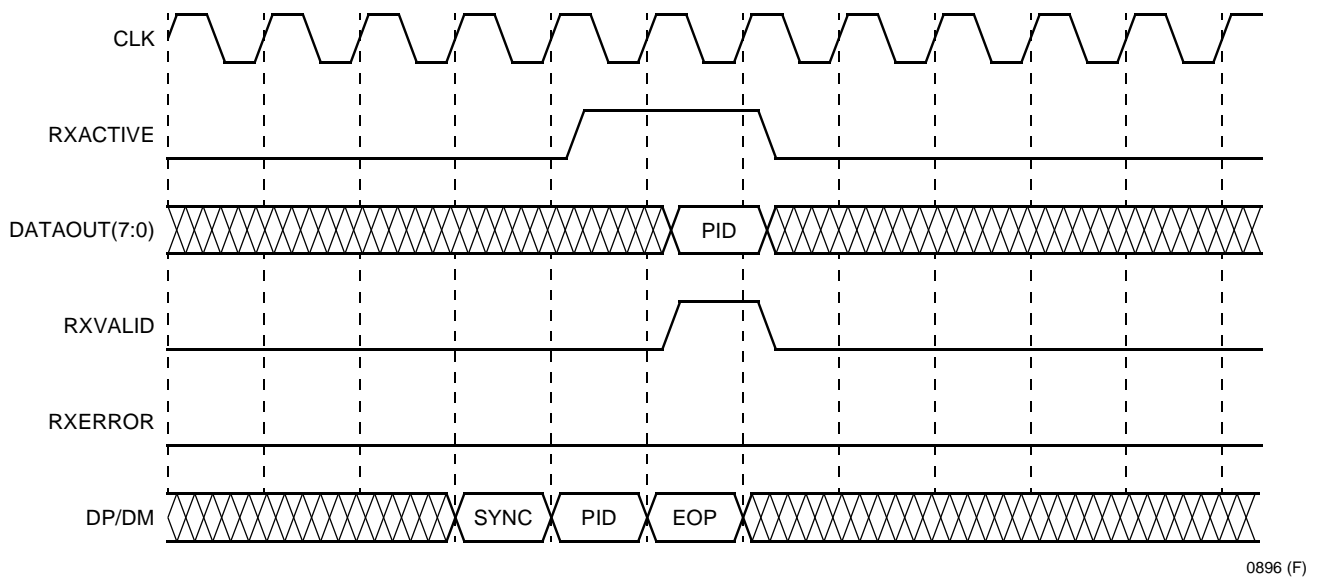 CLK
RXACTIVE
DATAOUT(7:0)
PID
RXVALID
RXERROR
DP/DM
SYNC
PID
EOP
0896 (F)